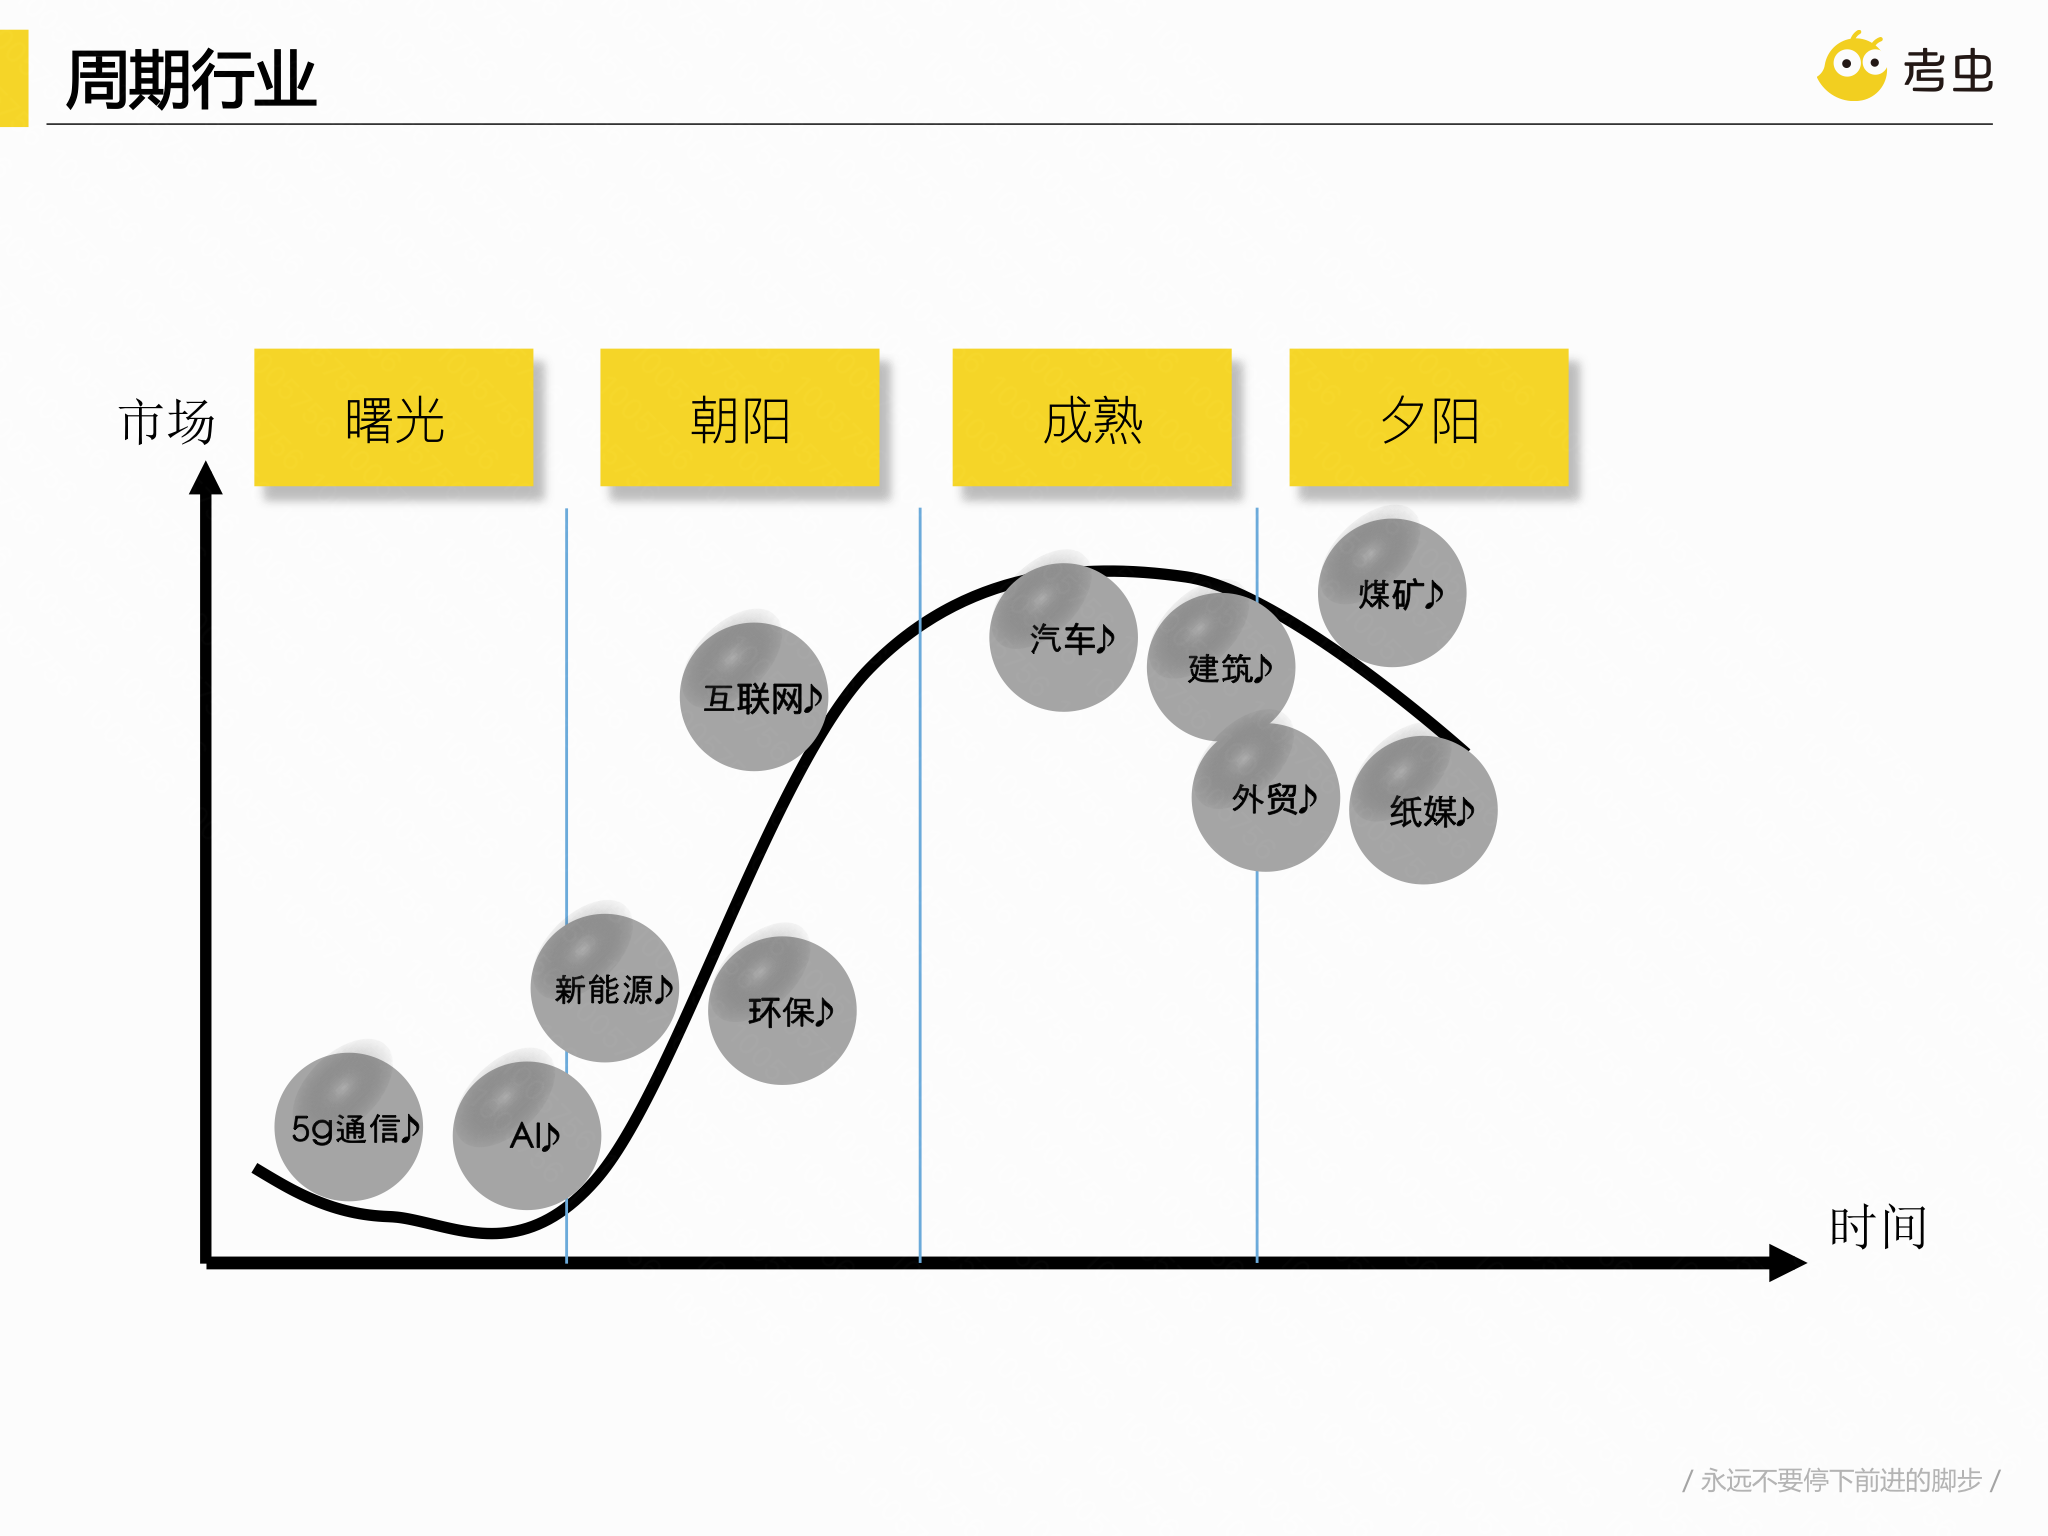 周期行业
考虫
市场
曙光
朝阳
成熟
夕阳
煤矿♪
汽车♪
建筑♪
互联网♪
外贸♪
纸媒♪
新能源♪
环保♪
5g通信♪
AI♪
时间
/ 永远不要停下前进的脚步 /